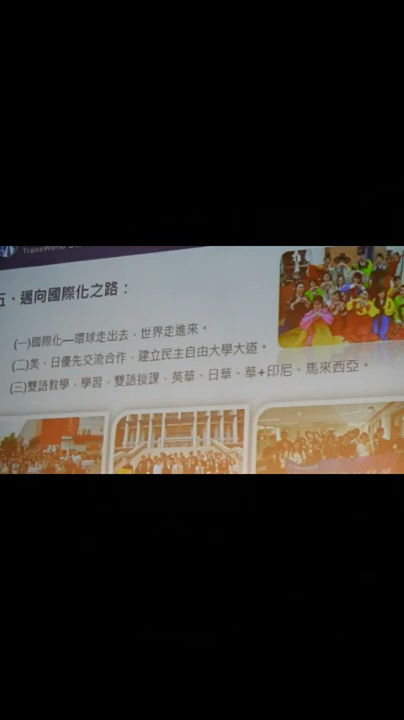 TransWorld
五、邁向國際化之路：
(一)國際化—環球走出去，世界走進來。
(二)美、日優先交流合作，建立民主自由大學大道。
(三)雙語教學，學習，雙語授課，英華、日華、華+印尼、馬來西亞。